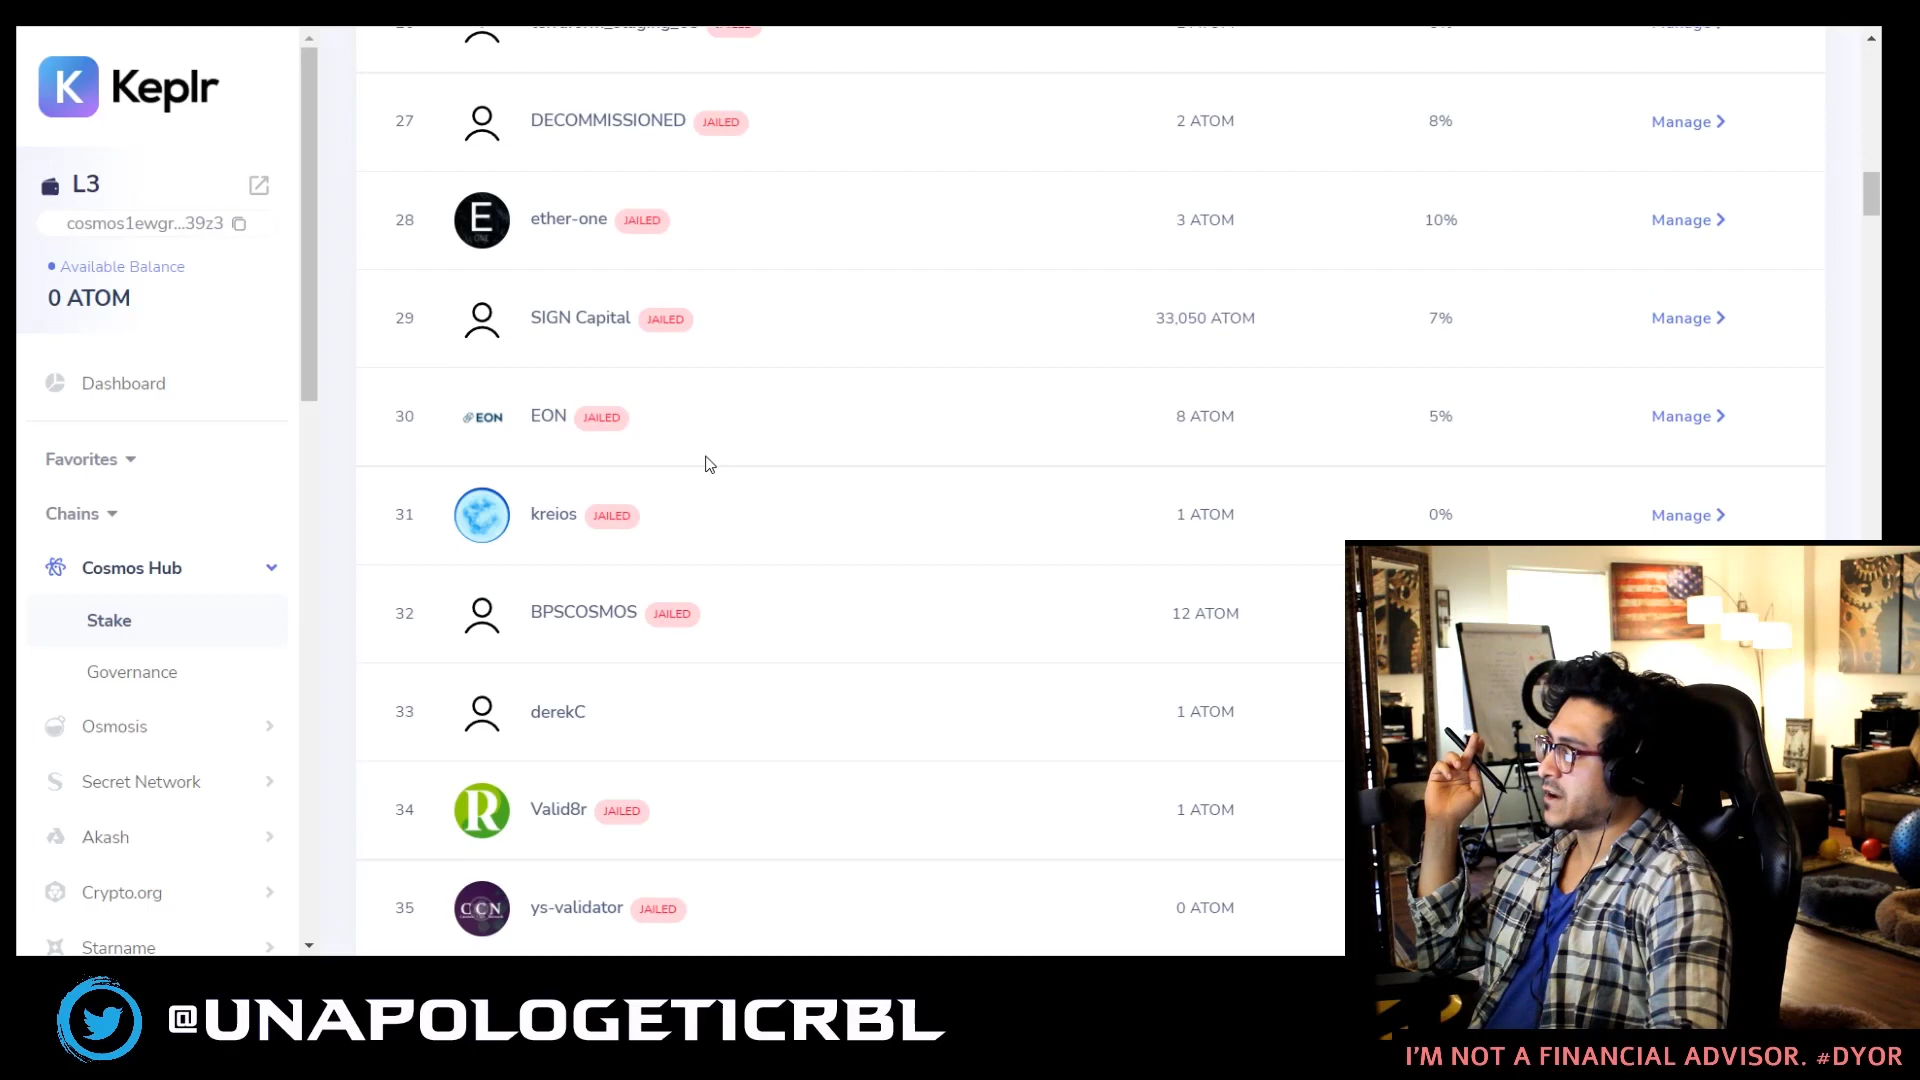 Keplr
L3
cosmos1ewgr...39z3
Available Balance
0 ATOM
Dashboard
Favorites
Chains
Cosmos Hub
Stake
Governance
Osmosis
Secret Network
Akash
Crypto.org
Starname
27 DECOMMISSIONED JAILED 2 ATOM 8% Manage
28 E ether-one JAILED 3 ATOM 10% Manage
29 SIGN Capital JAILED 33,050 ATOM 7% Manage
30 EON EON JAILED 8 ATOM 5% Manage
31 kreios JAILED 1 ATOM 0% Manage
32 BPSCOSMOS JAILED 12 ATOM
33 derekC 1 ATOM
34 R Valid8r JAILED 1 ATOM
35 CCN ys-validator JAILED 0 ATOM
@UNAPOLOGETICRBL
I'M NOT A FINANCIAL ADVISOR. #DYOR